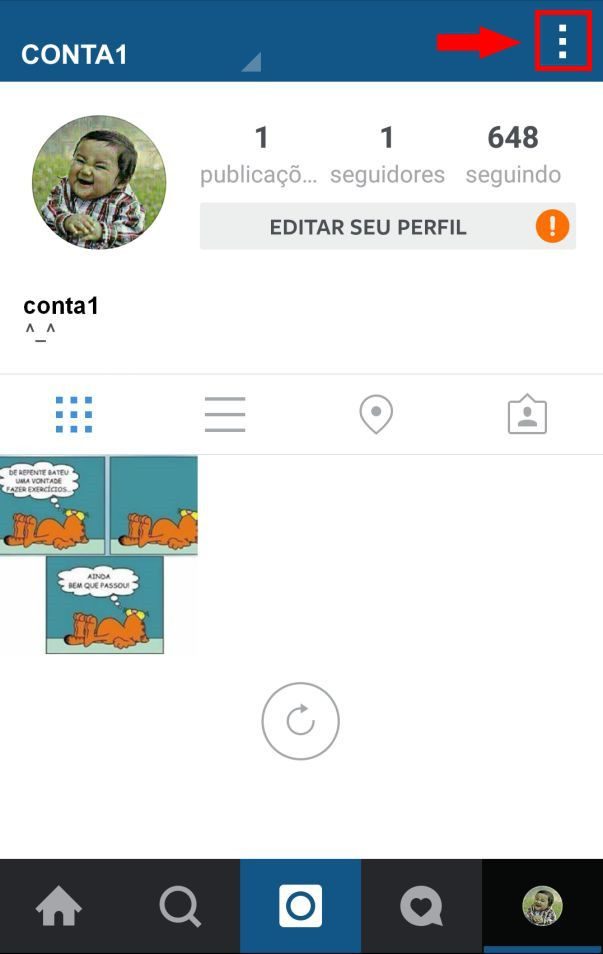 CONTA1
1
1
648
publicaçõ...
seguidores
seguindo
EDITAR SEU PERFIL
!
conta1
^_^
DE REPENTE BATEU
UMA VONTADE
FAZER EXERCÍCIOS...
AINDA
BEM QUE PASSOU!